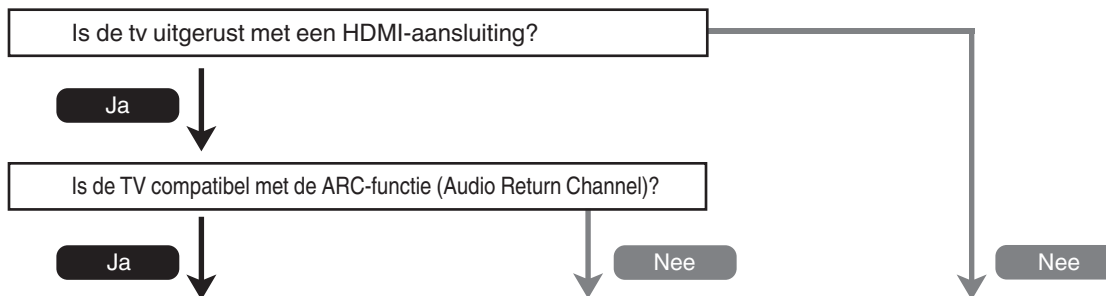 Is de tv uitgerust met een HDMI-aansluiting?
Ja
Is de TV compatibel met de ARC-functie (Audio Return Channel)?
Ja
Nee
Nee